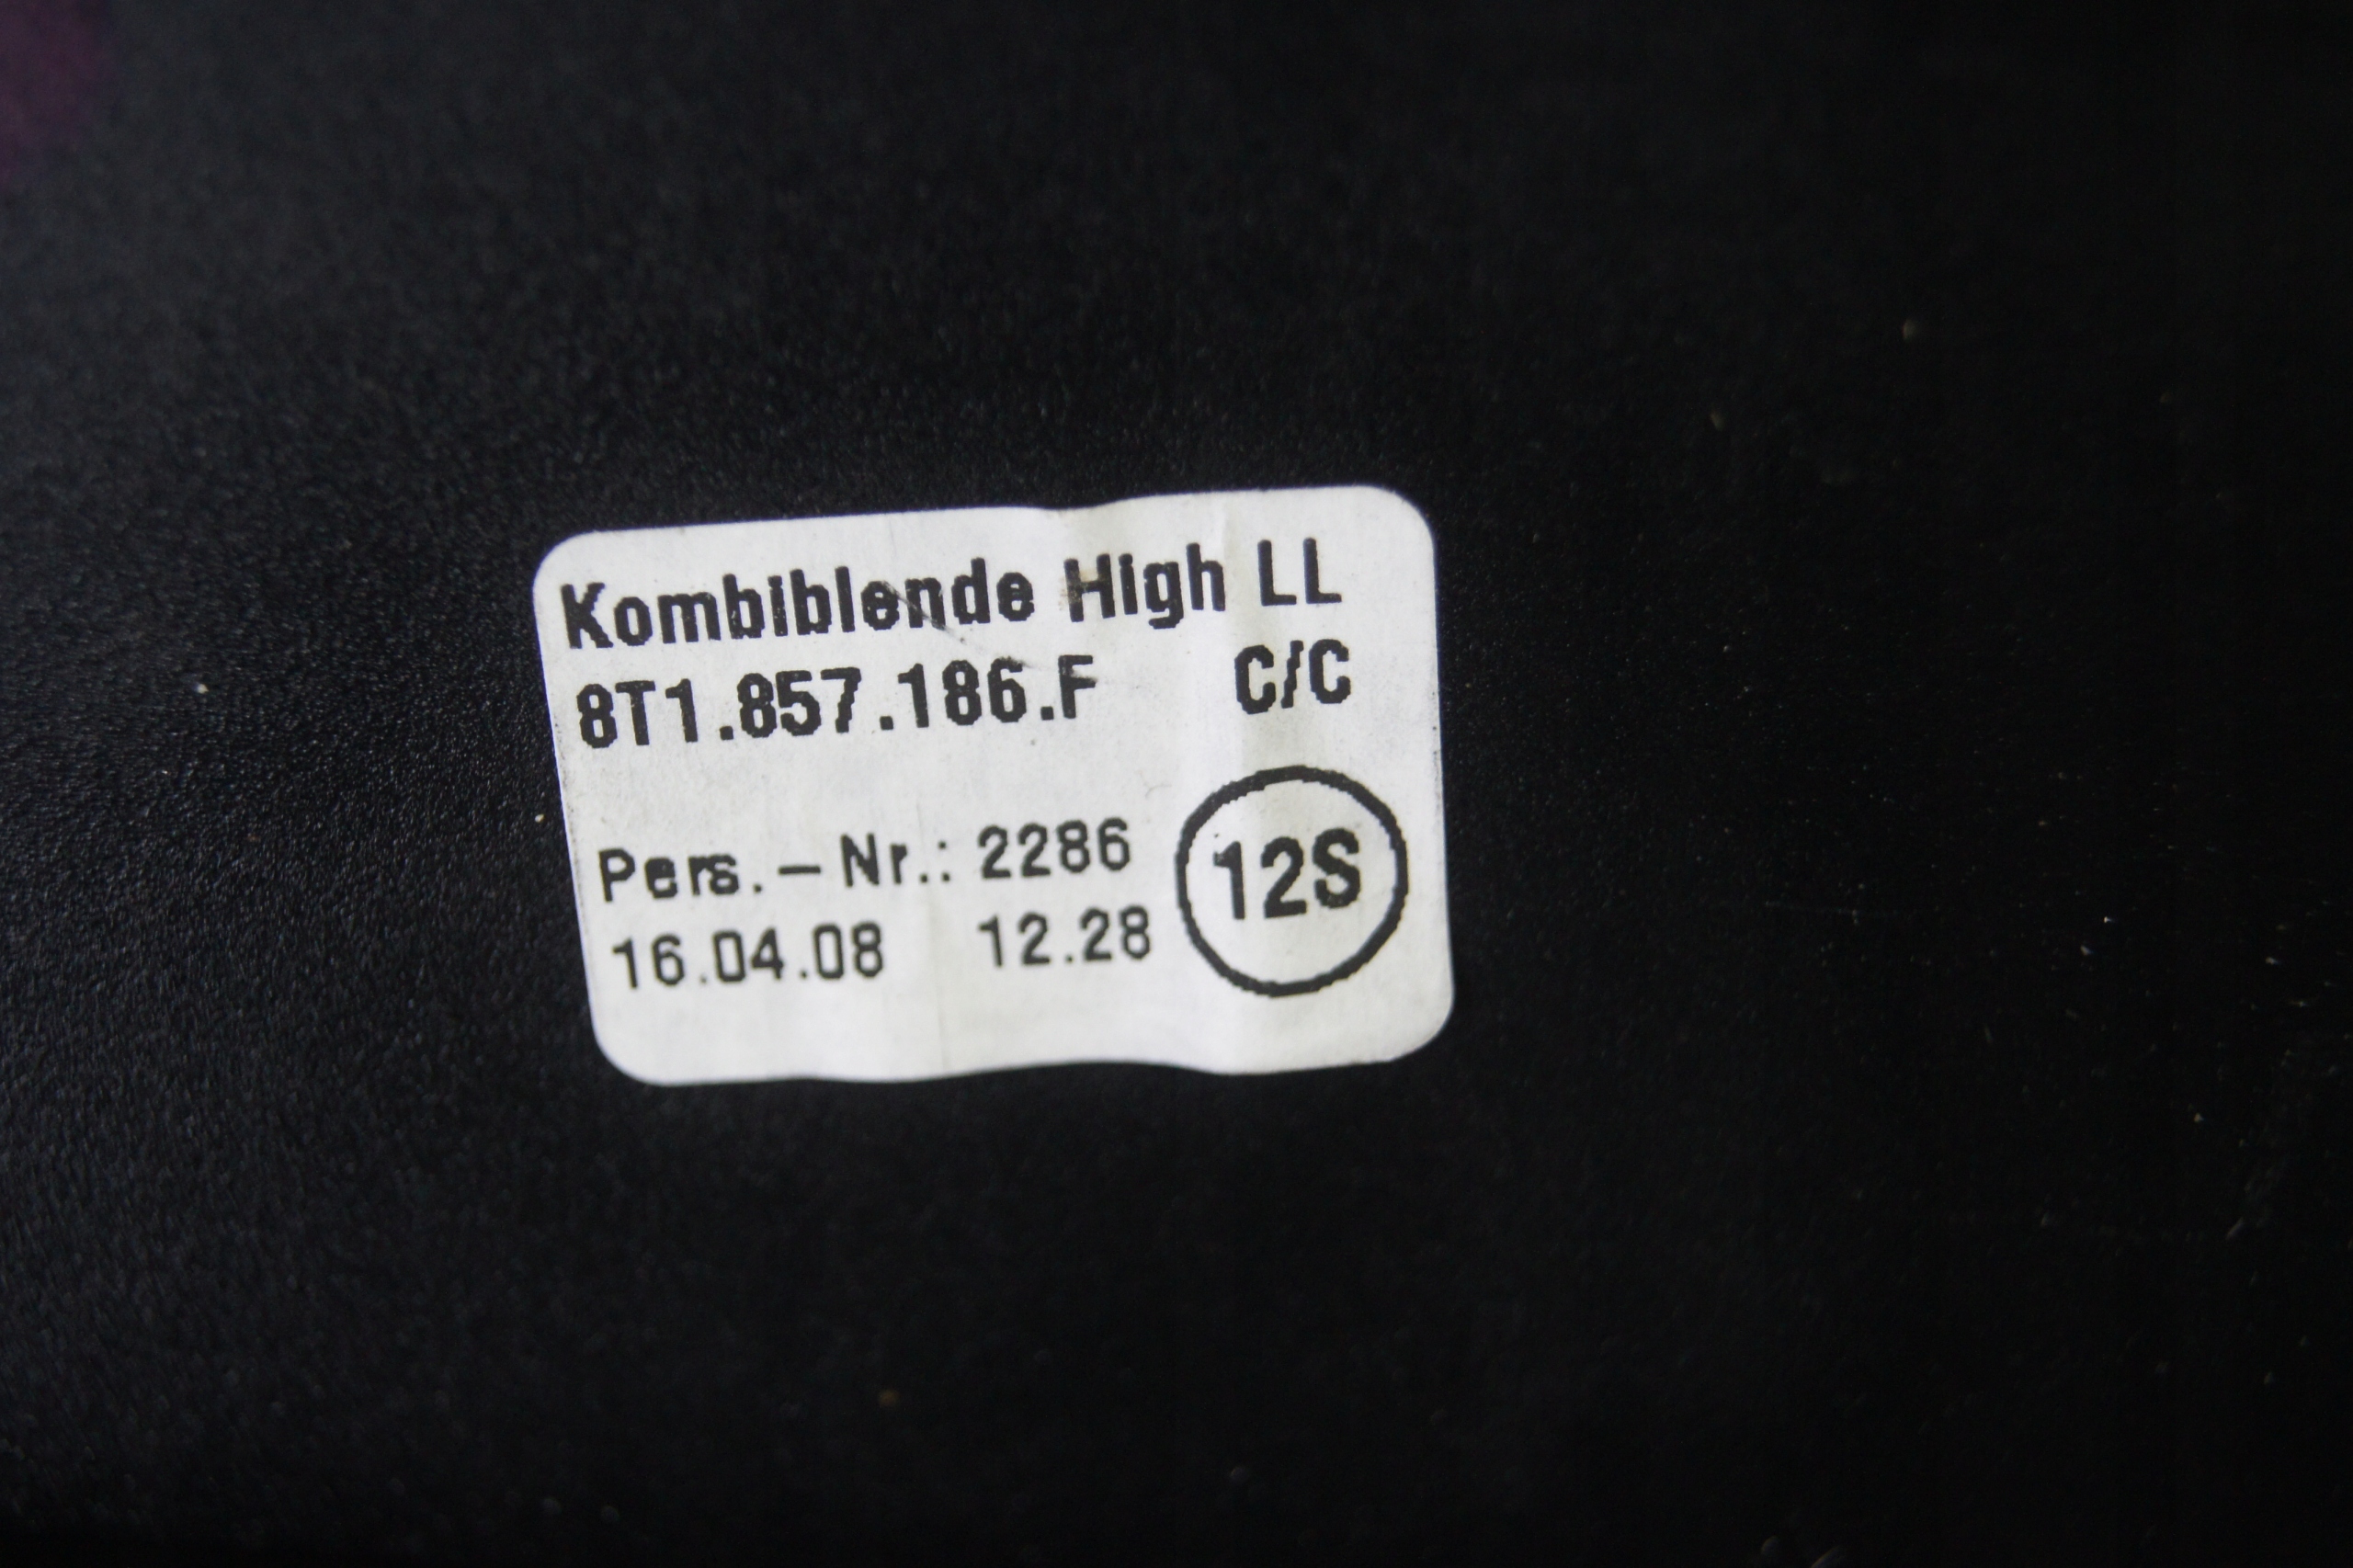 Kombiblende High LL
8T1.857.186.F C/C
Pers.-Nr.: 2286
16.04.08 12.28
12S